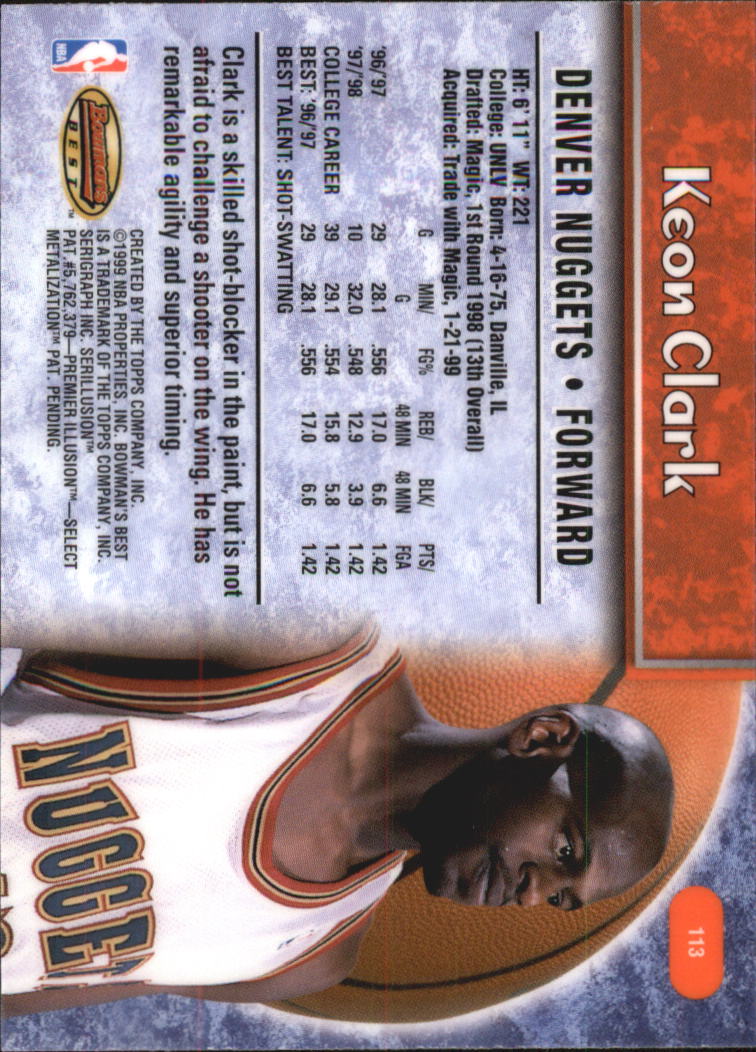 Keon Clark
113
DENVER NUGGETS • FORWARD
HT: 6' 11" WT: 221
College: UNLV Born: 4-16-75, Danville, IL
Drafted: Magic, 1st Round 1998 (13th Overall)
Acquired: Trade with Magic, 1-21-99
MIN/ REB/ BLK/ PTS/
G G FG% 48 MIN 48 MIN FGA
'96/'97 29 28.1 .556 17.0 6.6 1.42
'97/'98 10 32.0 .548 12.9 3.9 1.42
COLLEGE CAREER 39 29.1 .554 15.8 5.8 1.42
BEST: '96/'97 29 28.1 .556 17.0 6.6 1.42
BEST TALENT: SHOT-SWATTING
Clark is a skilled shot-blocker in the paint, but is not
afraid to challenge a shooter on the wing. He has
remarkable agility and superior timing.
NBA
Bowman's
BEST™
CREATED BY THE TOPPS COMPANY, INC.
©1999 NBA PROPERTIES, INC. BOWMAN'S BEST
IS A TRADEMARK OF THE TOPPS COMPANY, INC.
SERIGRAPH INC. SERILLUSION™
PAT.#5,762,379—PREMIER ILLUSION™—SELECT
METALIZATION™ PAT. PENDING.
NUGGET